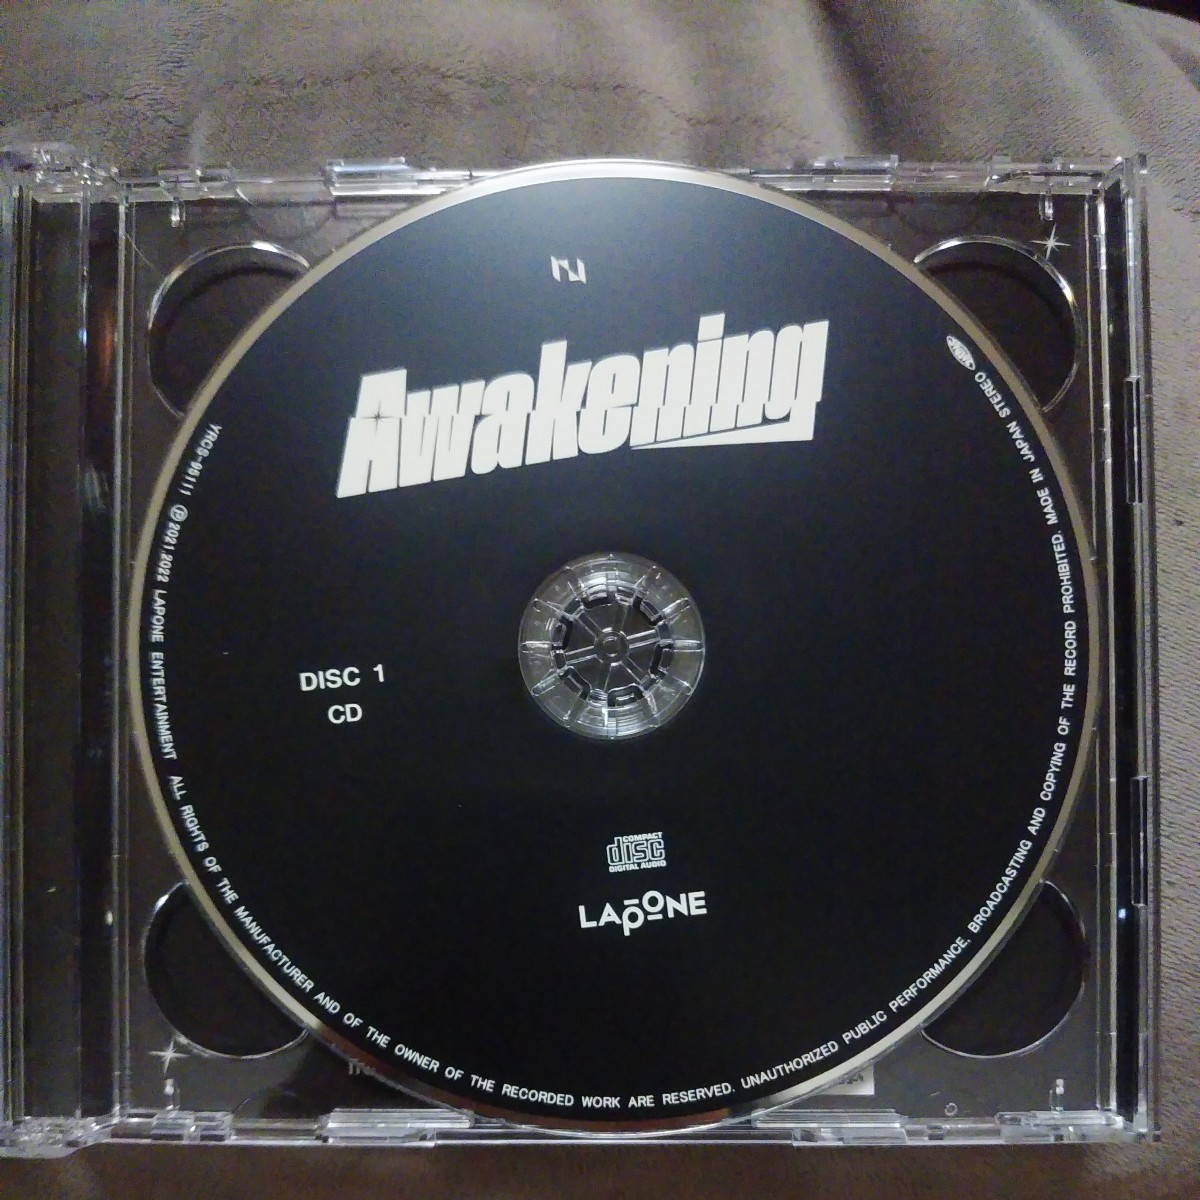 Awakening
DISC 1
CD
COMPACT
disc
DIGITAL AUDIO
LAPONE
YRCS-95111 Ⓟ2021,2022 LAPONE ENTERTAINMENT ALL RIGHTS OF THE MANUFACTURER AND OF THE OWNER OF THE RECORDED WORK ARE RESERVED. UNAUTHORIZED PUBLIC PERFORMANCE, BROADCASTING AND COPYING OF THE RECORD PROHIBITED. MADE IN JAPAN STEREO